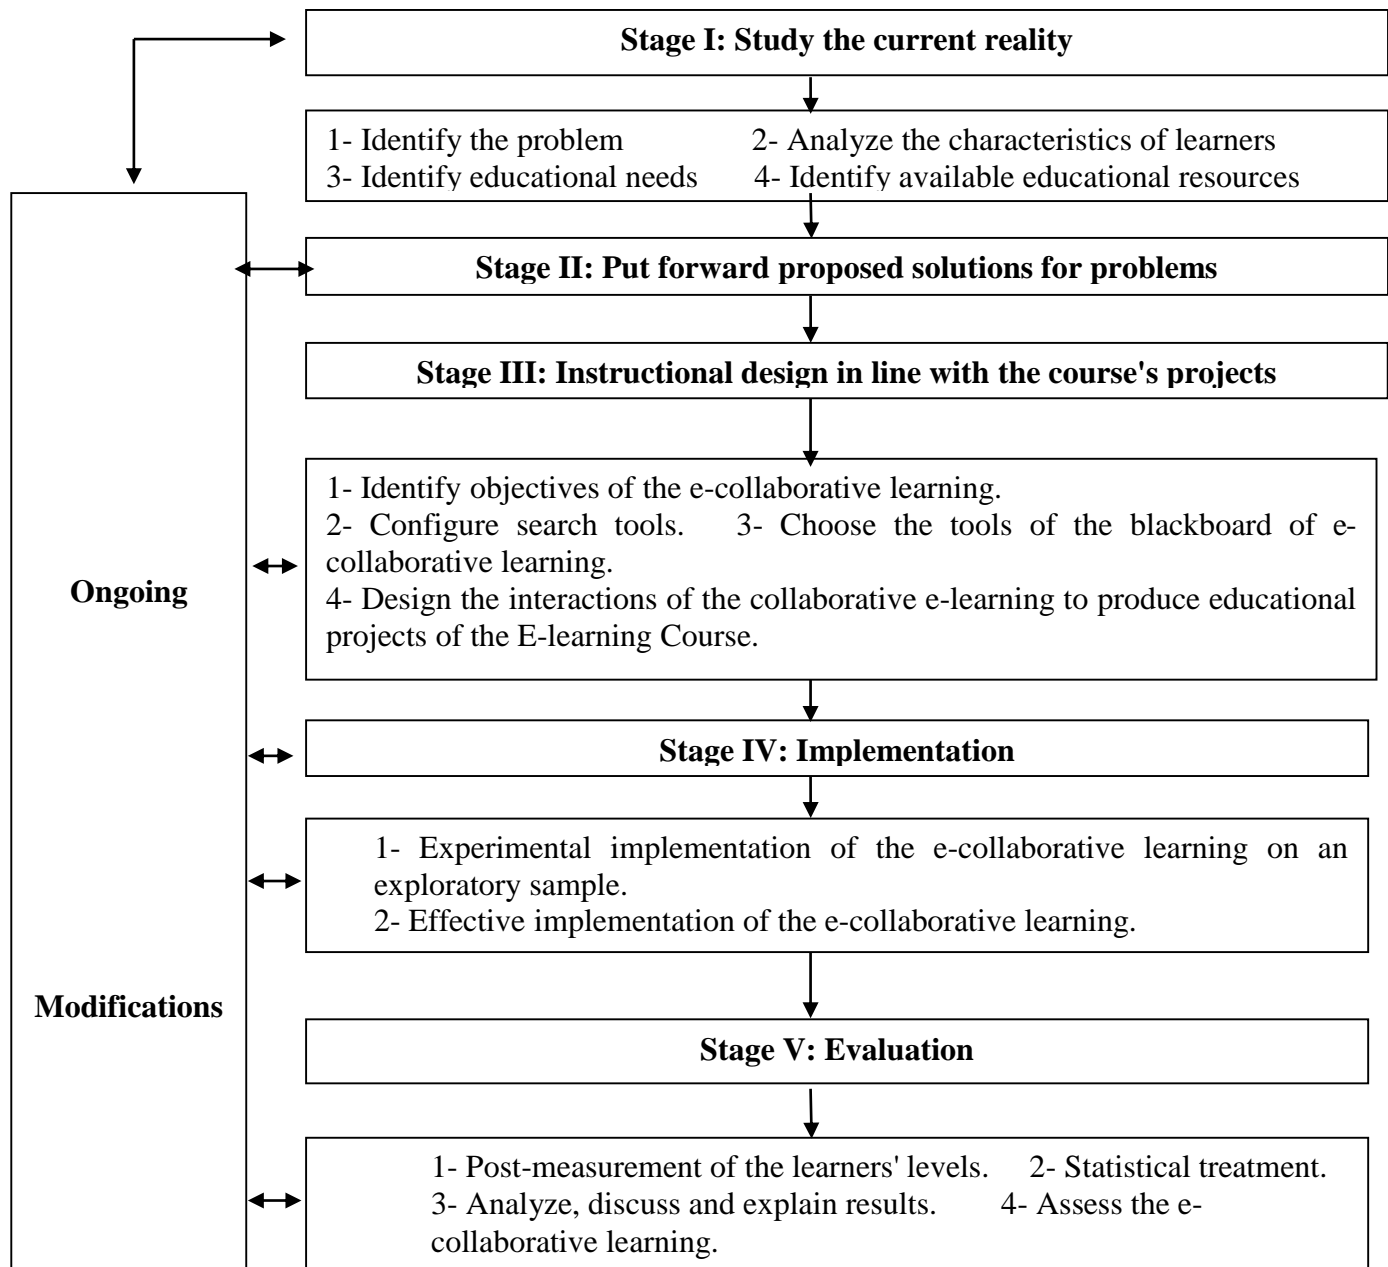 Stage I: Study the current reality
1- Identify the problem 2- Analyze the characteristics of learners
3- Identify educational needs 4- Identify available educational resources
Stage II: Put forward proposed solutions for problems
Stage III: Instructional design in line with the course's projects
1- Identify objectives of the e-collaborative learning.
2- Configure search tools. 3- Choose the tools of the blackboard of e-
collaborative learning.
4- Design the interactions of the collaborative e-learning to produce educational
projects of the E-learning Course.
Ongoing
Stage IV: Implementation
1- Experimental implementation of the e-collaborative learning on an
exploratory sample.
2- Effective implementation of the e-collaborative learning.
Modifications
Stage V: Evaluation
1- Post-measurement of the learners' levels. 2- Statistical treatment.
3- Analyze, discuss and explain results. 4- Assess the e-
collaborative learning.